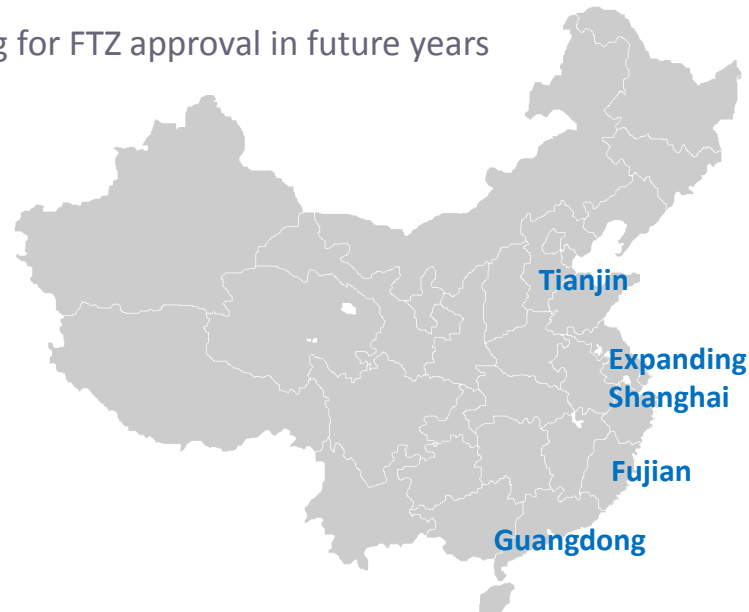 g for FTZ approval in future years
Tianjin
Expanding
Shanghai
Fujian
Guangdong